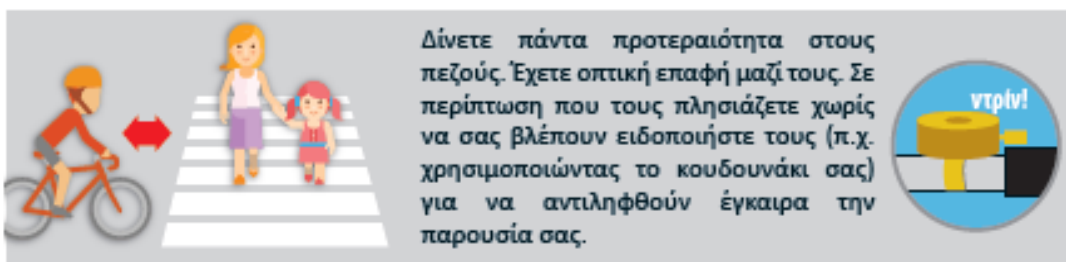 Δίνετε πάντα προτεραιότητα στους
πεζούς. Έχετε οπτική επαφή μαζί τους. Σε
περίπτωση που τους πλησιάζετε χωρίς
να σας βλέπουν ειδοποιήστε τους (π.χ.
χρησιμοποιώντας το κουδουνάκι σας)
για να αντιληφθούν έγκαιρα την
παρουσία σας.
ντρίν!